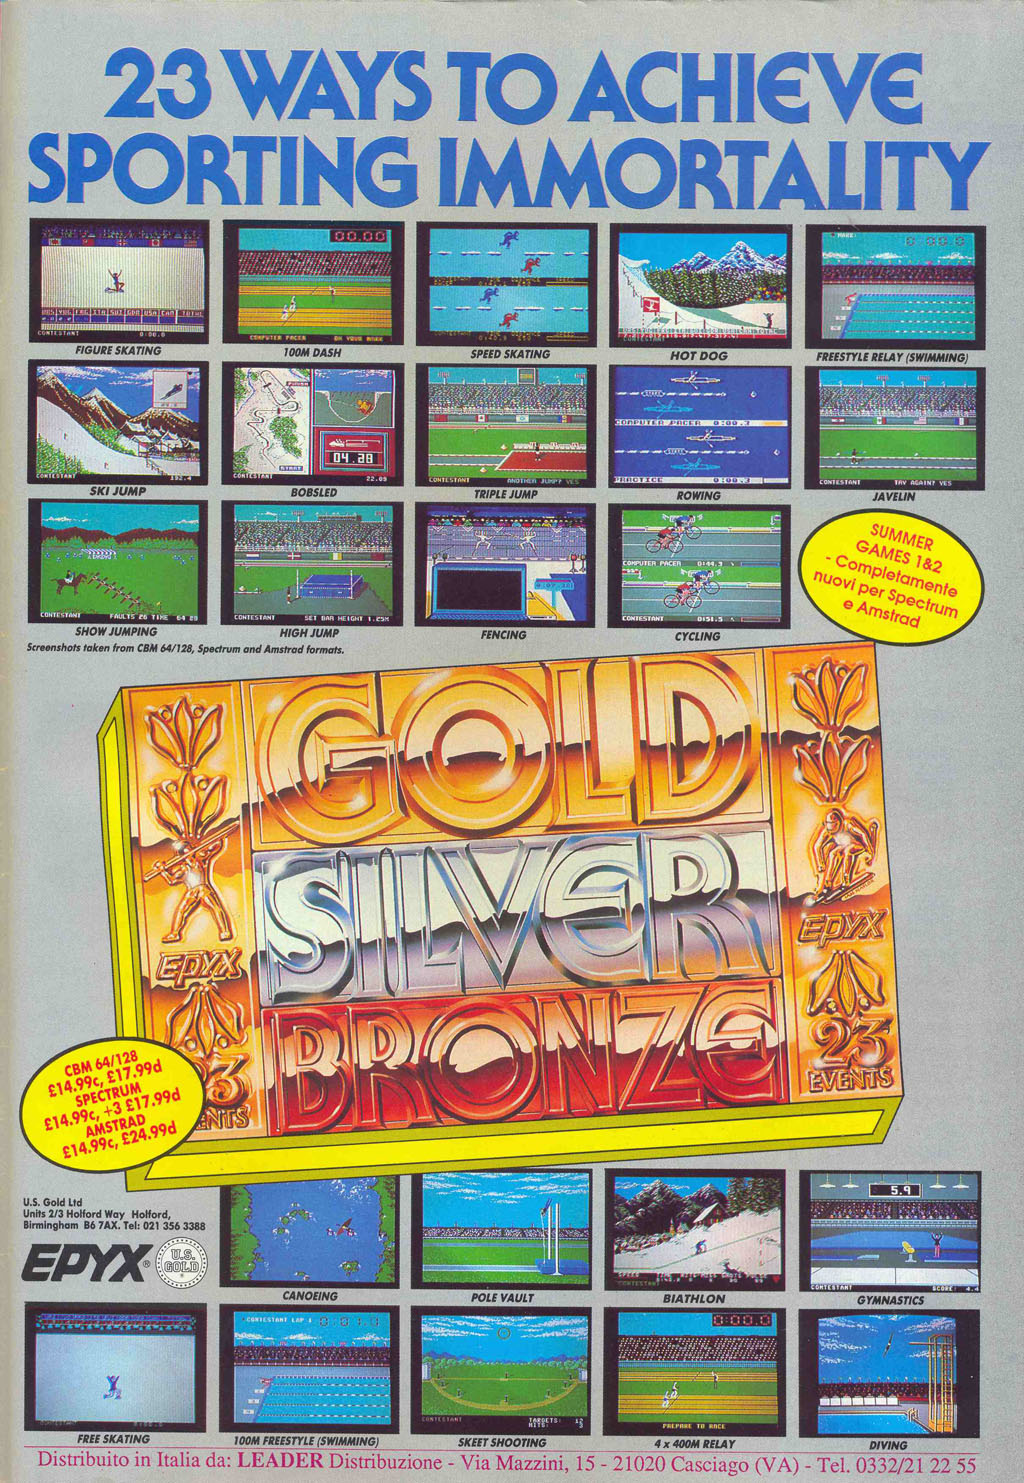 23 WAYS TO ACHIEVE
SPORTING IMMORTALITY
FIGURE SKATING
100M DASH
SPEED SKATING
HOT DOG
FREESTYLE RELAY (SWIMMING)
SKI JUMP
BOBSLED
TRIPLE JUMP
ROWING
JAVELIN
SHOW JUMPING
HIGH JUMP
FENCING
CYCLING
SUMMER
GAMES 1&2
- Completamente
nuovi per Spectrum
e Amstrad
Screenshots taken from CBM 64/128, Spectrum and Amstrad formats.
GOLD
SILVER
BRONZE
EPYX
EPYX
23
EVENTS
CBM 64/128
£14.99c, £17.99d
SPECTRUM
£14.99c, +3 £17.99d
AMSTRAD
£14.99c, £24.99d
U.S. Gold Ltd
Units 2/3 Holford Way Holford,
Birmingham B6 7AX. Tel: 021 356 3388
EPYX®
U.S.
GOLD
CANOEING
POLE VAULT
BIATHLON
GYMNASTICS
FREE SKATING
100M FREESTYLE (SWIMMING)
SKEET SHOOTING
4 x 400M RELAY
DIVING
Distribuito in Italia da: LEADER Distribuzione - Via Mazzini, 15 - 21020 Casciago (VA) - Tel. 0332/21 22 55